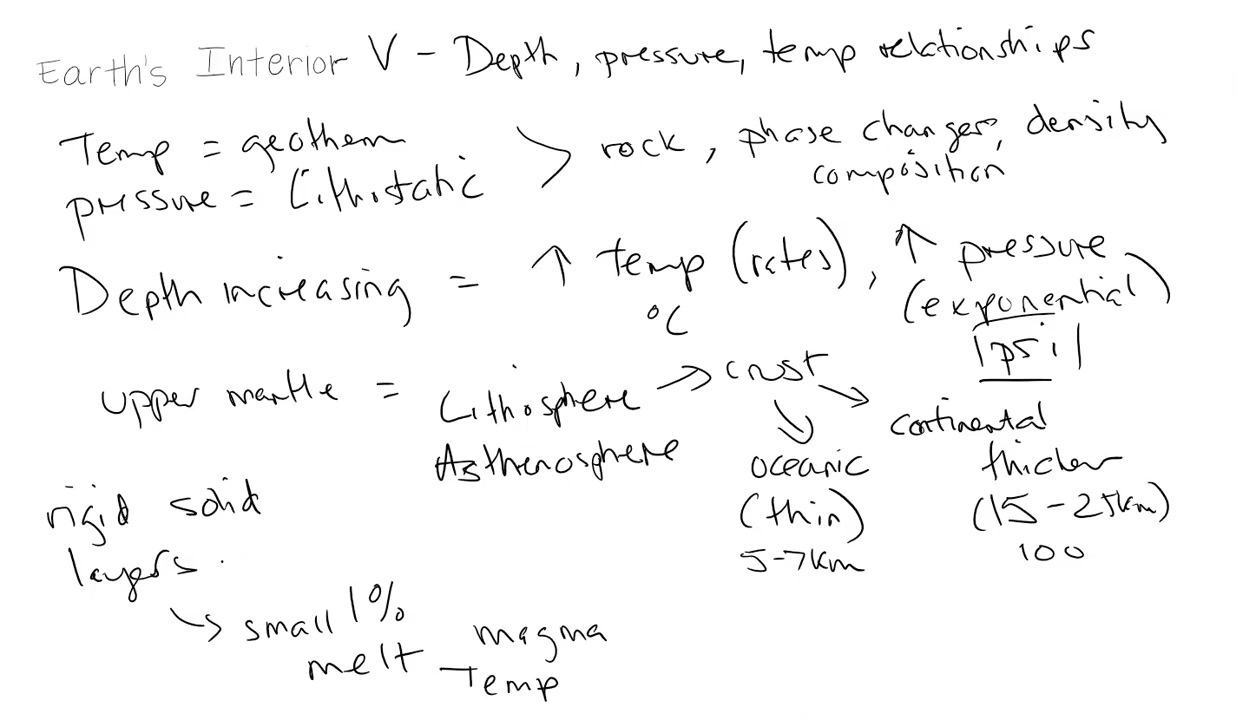 Earth's Interior V - Depth, pressure, temp relationships
Temp = geothem > rock, phase changes, density
pressure = Lithostatic composition
Depth increasing = ↑ temp (rates), ↑ pressure
°C (exponential)
|psi|
upper mantle = Lithosphere → crust
Asthenosphere continental
oceanic thicker
rigid solid (thin) (15-25km)
layers. 5-7km 100
↳ small 1%
melt - magma
Temp